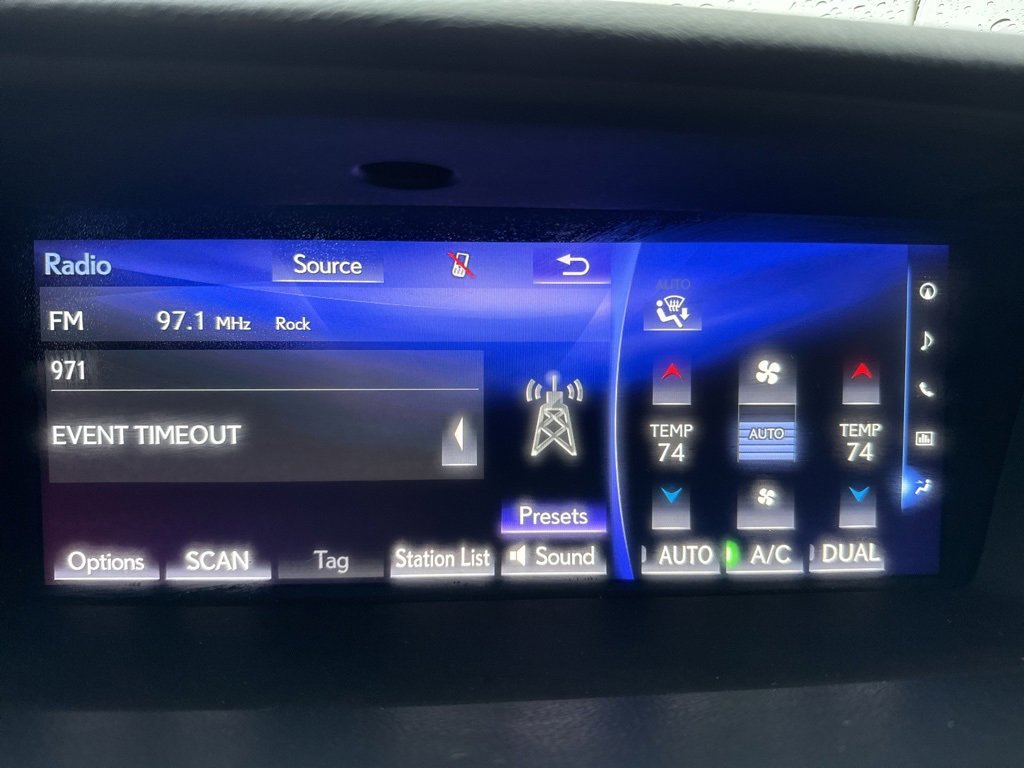 Radio
Source
FM 97.1 MHz Rock
971
EVENT TIMEOUT
Presets
Options SCAN Tag Station List Sound
AUTO
TEMP
74
AUTO
TEMP
74
AUTO A/C DUAL